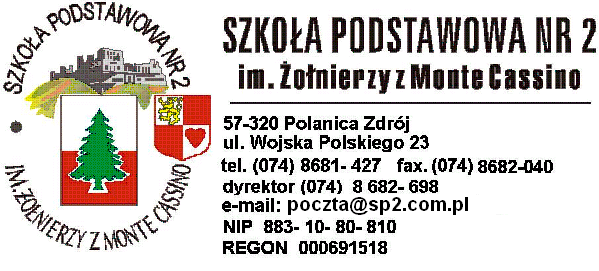 SZKOŁA PODSTAWOWA NR 2
IM. ŻOŁNIERZY Z MONTE CASSINO
SZKOŁA PODSTAWOWA NR 2
im. Żołnierzy z Monte Cassino
57-320 Polanica Zdrój
ul. Wojska Polskiego 23
tel. (074) 8681- 427 fax. (074) 8682-040
dyrektor (074) 8 682- 698
e-mail: poczta@sp2.com.pl
NIP 883- 10- 80- 810
REGON 000691518